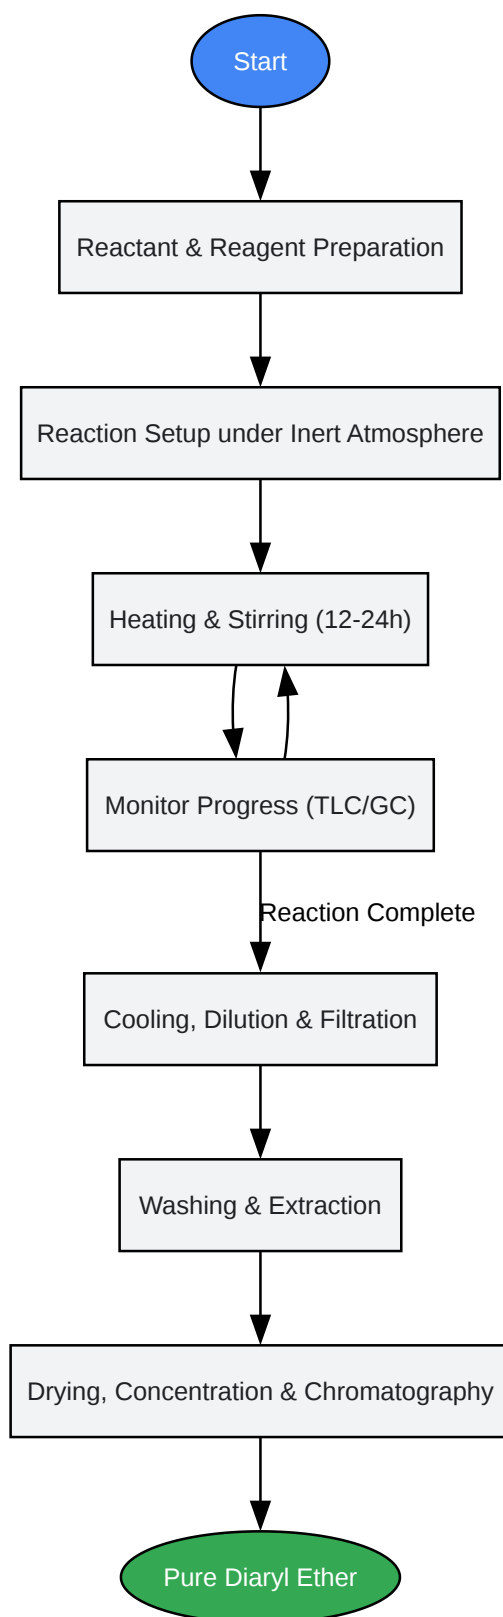 Start
Reactant & Reagent Preparation
Reaction Setup under Inert Atmosphere
Heating & Stirring (12-24h)
Monitor Progress (TLC/GC)
Reaction Complete
Cooling, Dilution & Filtration
Washing & Extraction
Drying, Concentration & Chromatography
Pure Diaryl Ether